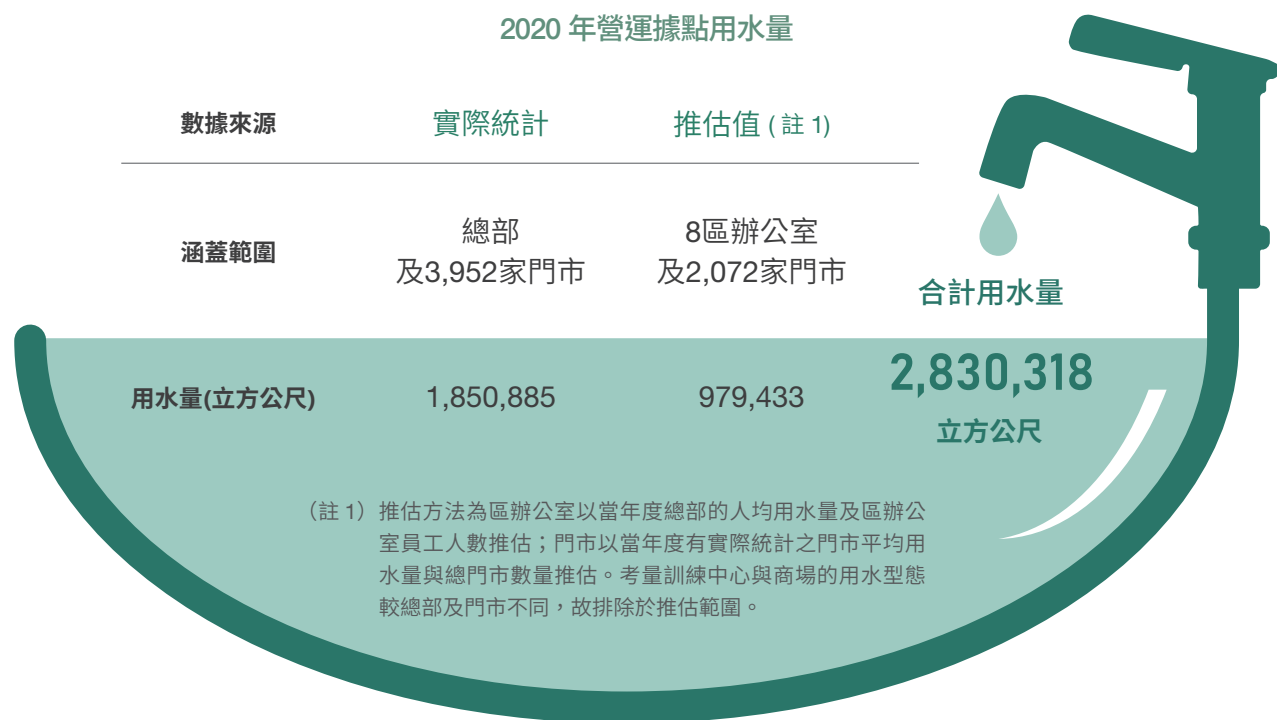 2020 年營運據點用水量
數據來源 實際統計 推估值 ( 註 1)
涵蓋範圍
總部
及3,952家門市
8區辦公室
及2,072家門市
合計用水量
用水量(立方公尺) 1,850,885 979,433
2,830,318
立方公尺
（註 1）推估方法為區辦公室以當年度總部的人均用水量及區辦公
室員工人數推估；門市以當年度有實際統計之門市平均用
水量與總門市數量推估。考量訓練中心與商場的用水型態
較總部及門市不同，故排除於推估範圍。